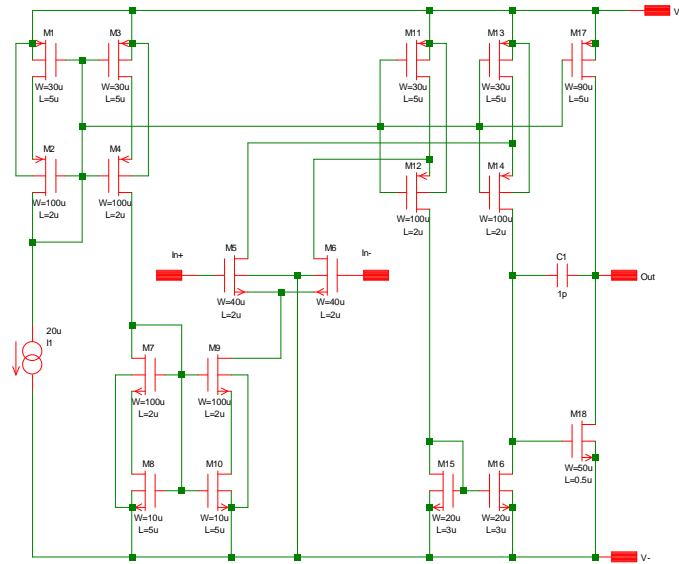 M1
M3
M11
M13
M17
V
W=30u
L=5u
W=30u
L=5u
W=30u
L=5u
W=30u
L=5u
W=90u
L=5u
M2
M4
M12
M14
W=100u
L=2u
W=100u
L=2u
W=100u
L=2u
W=100u
L=2u
In+
M5
M6
In-
C1
1p
Out
W=40u
L=2u
W=40u
L=2u
20u
I1
M7
M9
W=100u
L=2u
W=100u
L=2u
M18
W=50u
L=0.5u
M8
M10
M15
M16
W=10u
L=5u
W=10u
L=5u
W=20u
L=3u
W=20u
L=3u
V-